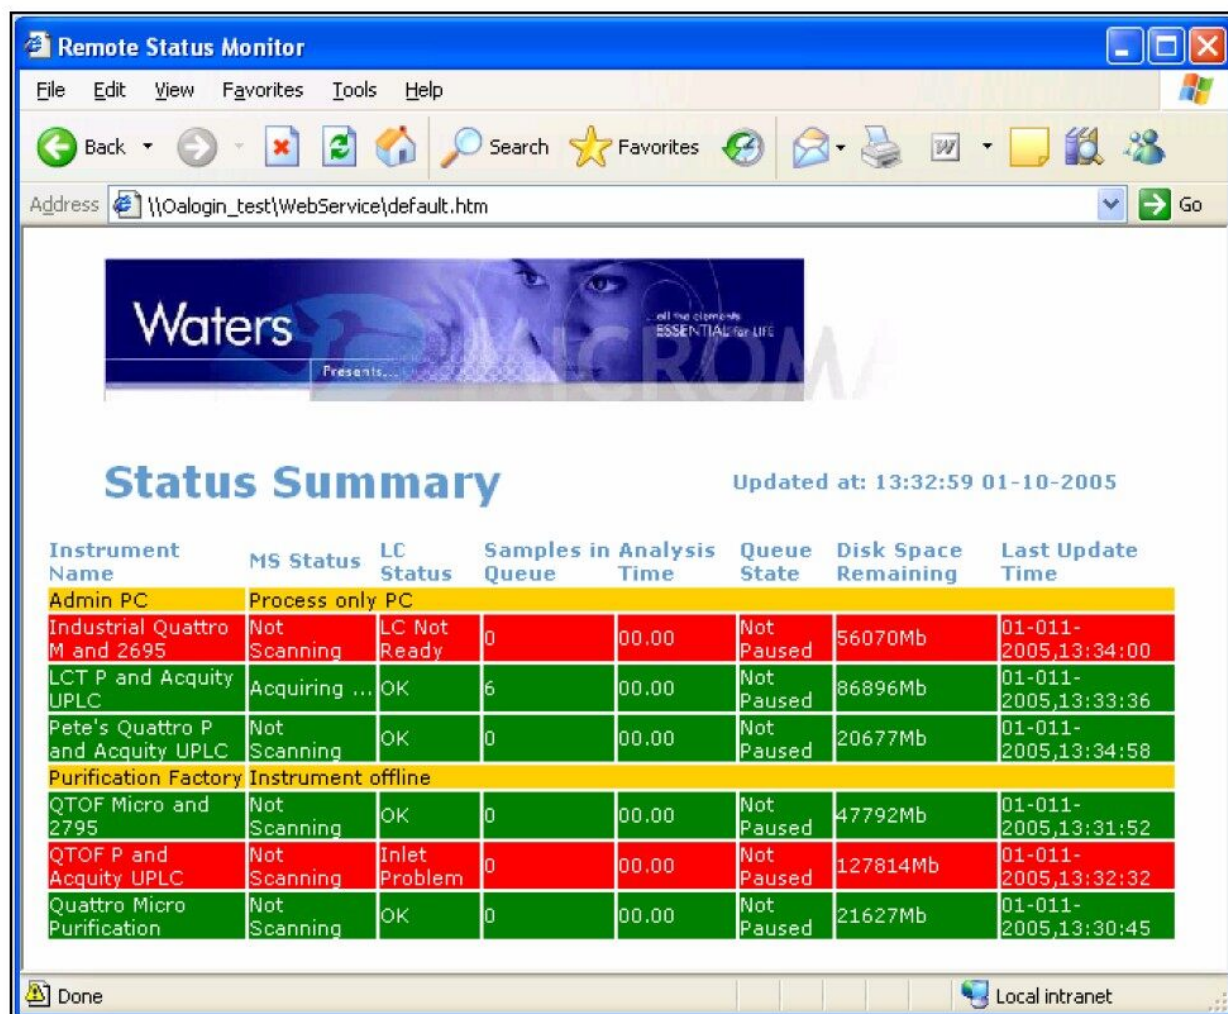 Remote Status Monitor
File Edit View Favorites Tools Help
Back Search Favorites
Address \\Oalogin_test\WebService\default.htm Go
Waters
...all the elements
ESSENTIAL for LIFE
Presents...
MICROMA
Status Summary Updated at: 13:32:59 01-10-2005
Instrument Name MS Status LC Status Samples in Queue Analysis Time Queue State Disk Space Remaining Last Update Time
Admin PC Process only PC
Industrial Quattro M and 2695 Not Scanning LC Not Ready 0 00.00 Not Paused 56070Mb 01-011-2005,13:34:00
LCT P and Acquity UPLC Acquiring ... OK 6 00.00 Not Paused 86896Mb 01-011-2005,13:33:36
Pete's Quattro P and Acquity UPLC Not Scanning OK 0 00.00 Not Paused 20677Mb 01-011-2005,13:34:58
Purification Factory Instrument offline
QTOF Micro and 2795 Not Scanning OK 0 00.00 Not Paused 47792Mb 01-011-2005,13:31:52
QTOF P and Acquity UPLC Not Scanning Inlet Problem 0 00.00 Not Paused 127814Mb 01-011-2005,13:32:32
Quattro Micro Purification Not Scanning OK 0 00.00 Not Paused 21627Mb 01-011-2005,13:30:45
Done Local intranet